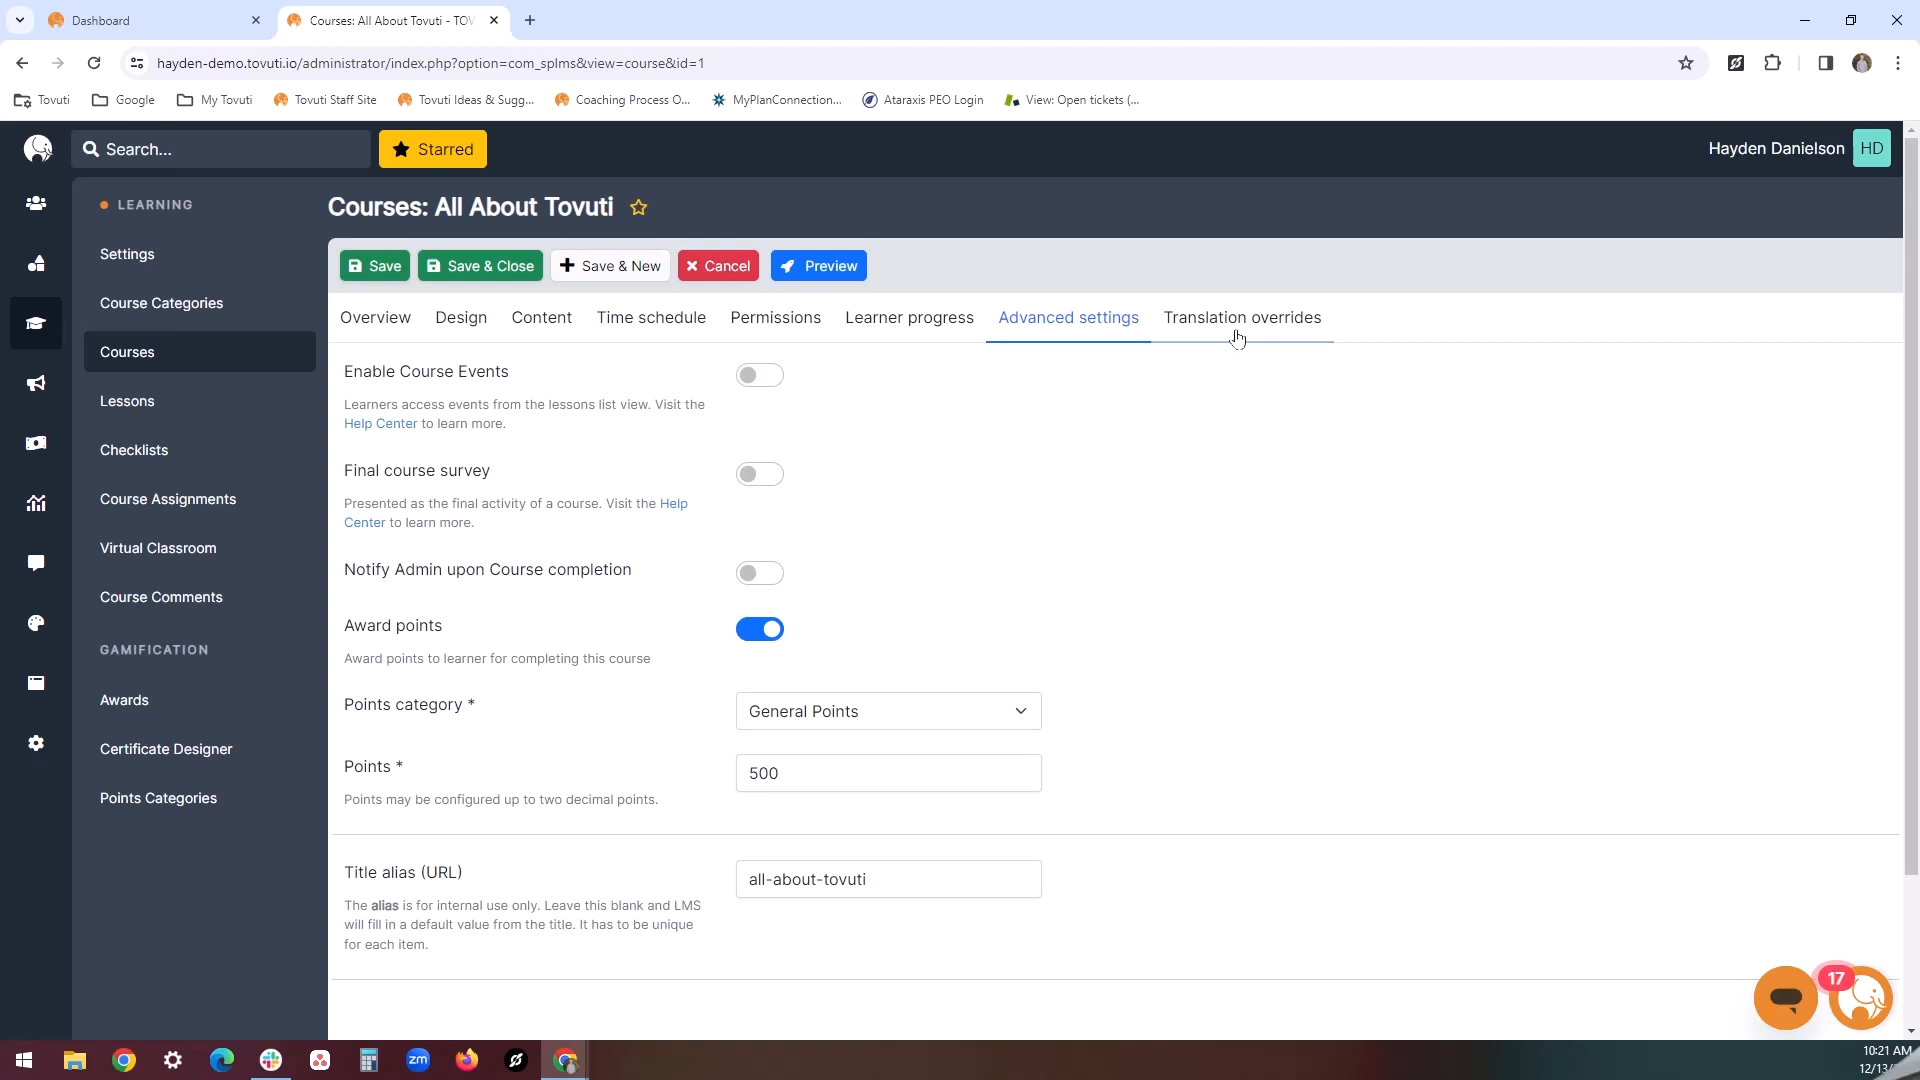 Dashboard
Courses: All About Tovuti - TOV
hayden-demo.tovuti.io/administrator/index.php?option=com_splms&view=course&id=1
Tovuti
Google
My Tovuti
Tovuti Staff Site
Tovuti Ideas & Sugg...
Coaching Process O...
MyPlanConnection...
Ataraxis PEO Login
View: Open tickets (...
Search...
Starred
Hayden Danielson
HD
LEARNING
Settings
Course Categories
Courses
Lessons
Checklists
Course Assignments
Virtual Classroom
Course Comments
GAMIFICATION
Awards
Certificate Designer
Points Categories
Courses: All About Tovuti
Save
Save & Close
Save & New
Cancel
Preview
Overview
Design
Content
Time schedule
Permissions
Learner progress
Advanced settings
Translation overrides
Enable Course Events
Learners access events from the lessons list view. Visit the
Help Center to learn more.
Final course survey
Presented as the final activity of a course. Visit the Help
Center to learn more.
Notify Admin upon Course completion
Award points
Award points to learner for completing this course
Points category *
General Points
Points *
500
Points may be configured up to two decimal points.
Title alias (URL)
all-about-tovuti
The alias is for internal use only. Leave this blank and LMS
will fill in a default value from the title. It has to be unique
for each item.
17
zm
10:21 AM
12/13/